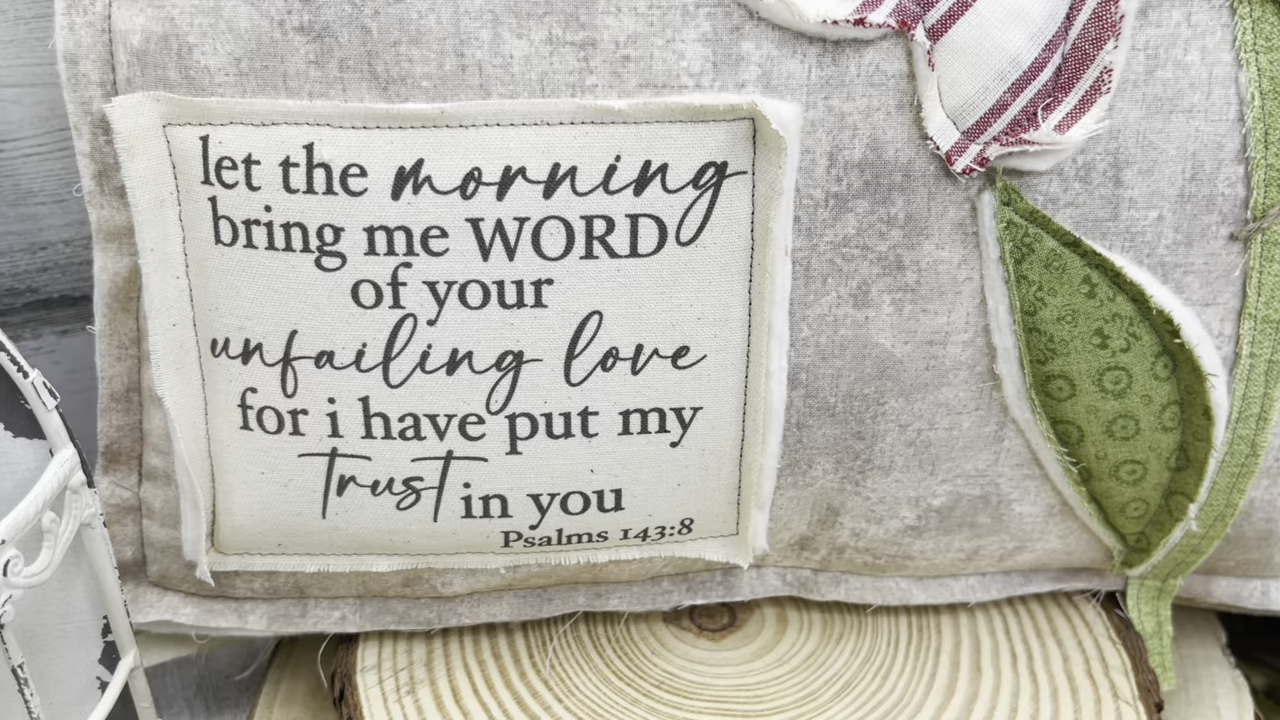 let the morning
bring me WORD
of your
unfailing love
for i have put my
trust in you
Psalms 143:8